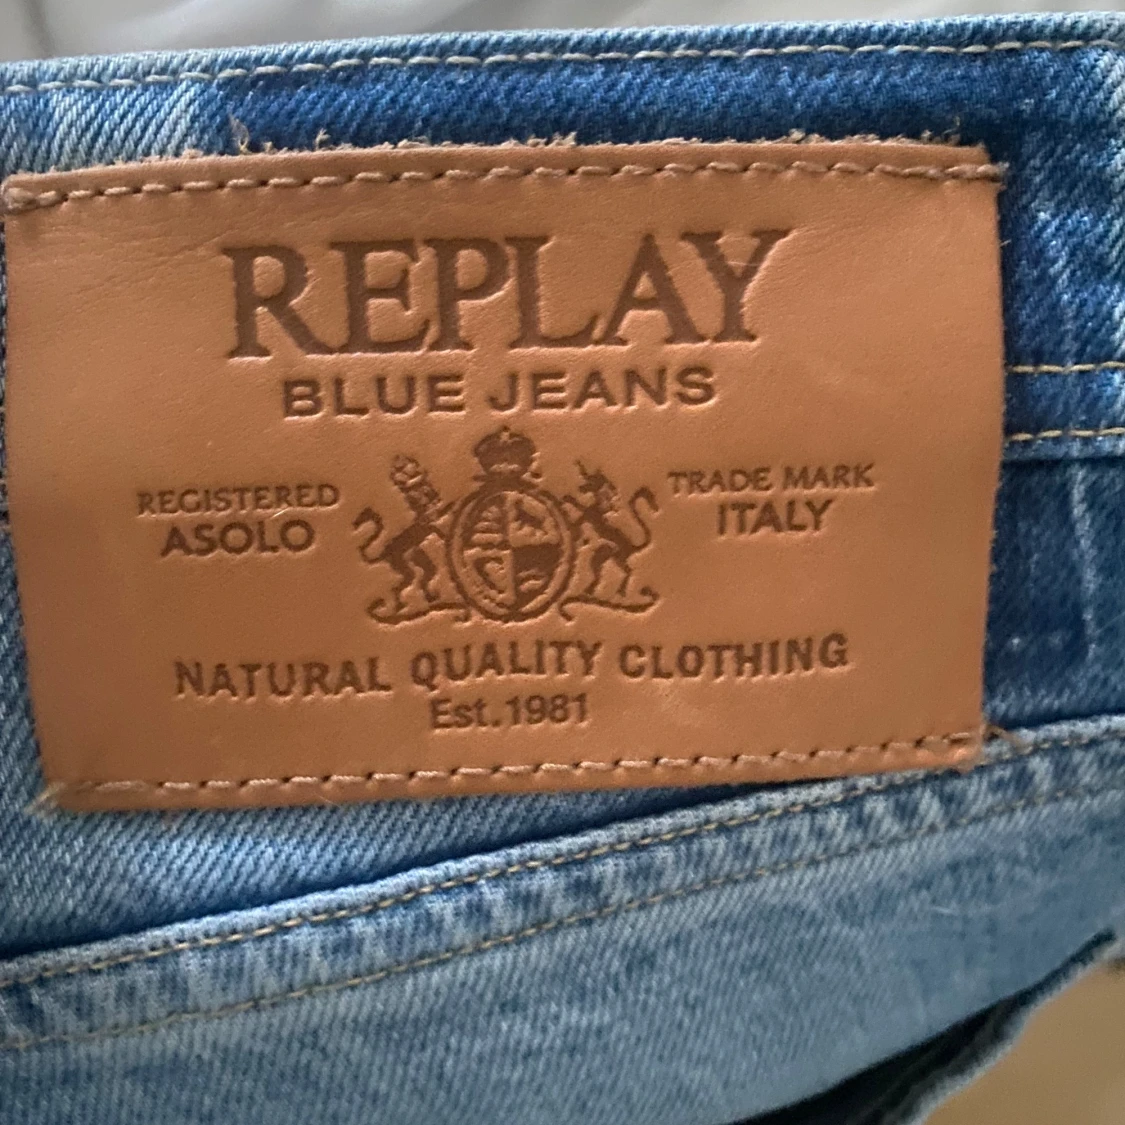 REPLAY
BLUE JEANS
REGISTERED TRADE MARK
ASOLO ITALY
NATURAL QUALITY CLOTHING
Est.1981